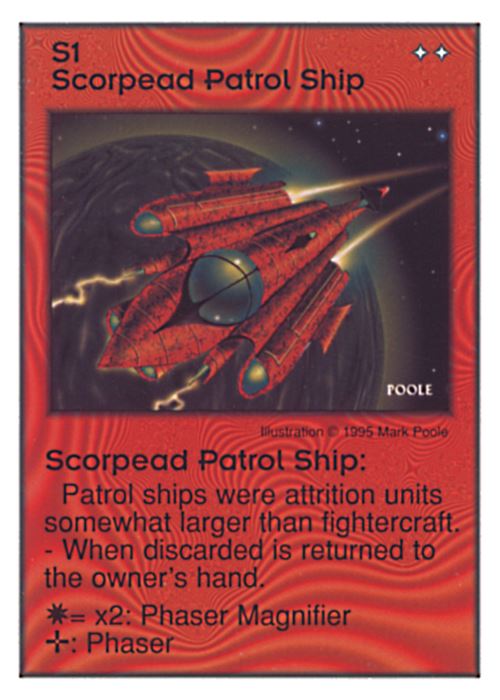 S1
Scorpead Patrol Ship
POOLE
Illustration © 1995 Mark Poole
Scorpead Patrol Ship:
Patrol ships were attrition units
somewhat larger than fightercraft.
- When discarded is returned to
the owner's hand.
✷= x2: Phaser Magnifier
✛: Phaser